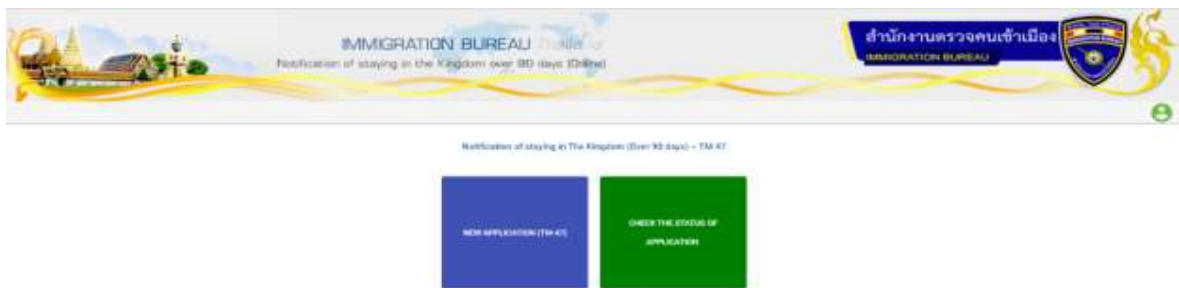 IMMIGRATION BUREAU
Notification of staying in the Kingdom over 90 days (Online)
สำนักงานตรวจคนเข้าเมือง
IMMIGRATION BUREAU
Notification of staying in The Kingdom (Over 90 days) - TM 47
NEW APPLICATION (TM 47)
CHECK THE STATUS OF
APPLICATION